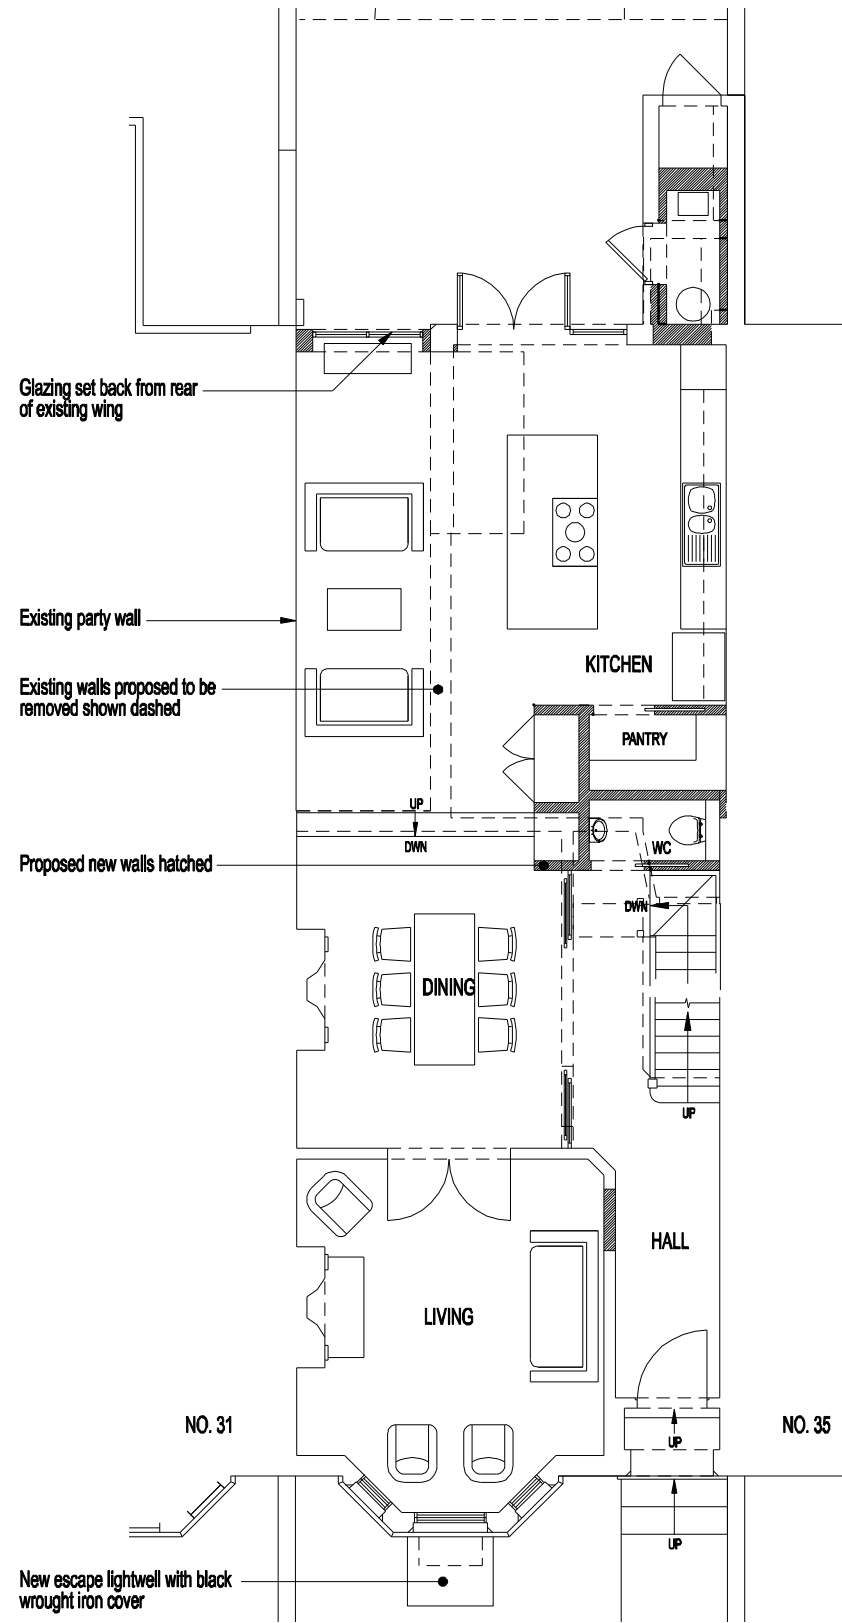 Glazing set back from rear
of existing wing
Existing party wall
KITCHEN
Existing walls proposed to be
removed shown dashed
PANTRY
UP
DWN
WC
Proposed new walls hatched
DWN
DINING
UP
HALL
LIVING
NO. 31
NO. 35
UP
UP
New escape lightwell with black
wrought iron cover